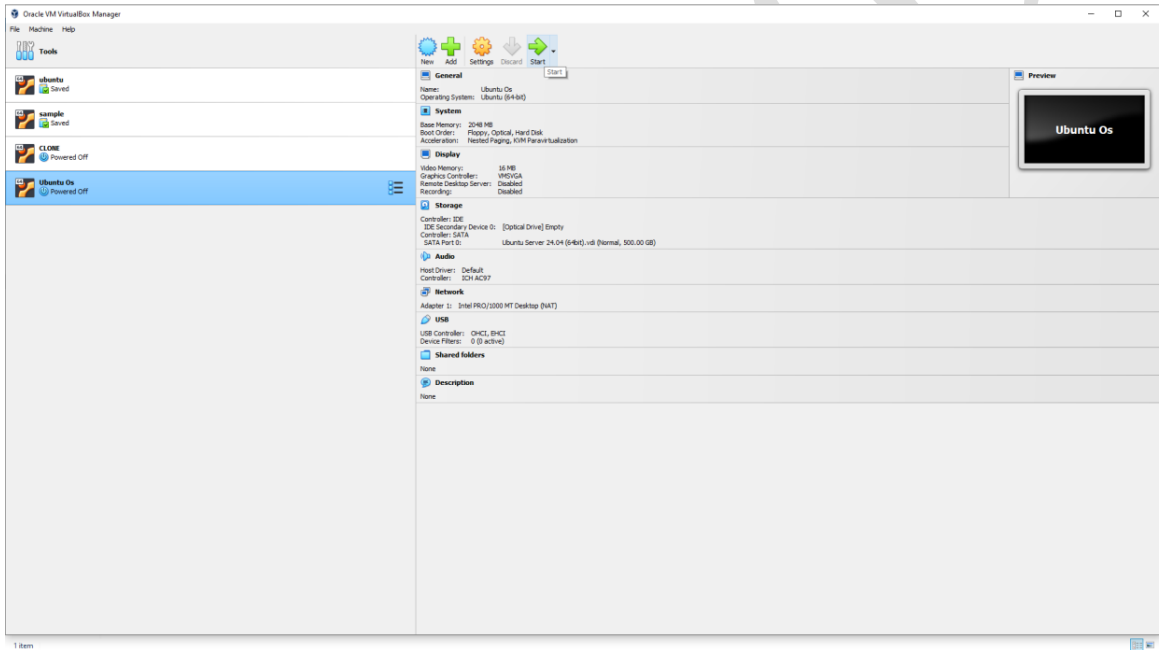 Oracle VM VirtualBox Manager
File Machine Help
Tools
New Add Settings Discard Start
Start
64 ubuntu
Saved
64 sample
Saved
64 CLONE
Powered Off
64 Ubuntu Os
Powered Off
General
Name: Ubuntu Os
Operating System: Ubuntu (64-bit)
System
Base Memory: 2048 MB
Boot Order: Floppy, Optical, Hard Disk
Acceleration: Nested Paging, KVM Paravirtualization
Display
Video Memory: 16 MB
Graphics Controller: VMSVGA
Remote Desktop Server: Disabled
Recording: Disabled
Storage
Controller: IDE
IDE Secondary Device 0: [Optical Drive] Empty
Controller: SATA
SATA Port 0: Ubuntu Server 24.04 (64bit).vdi (Normal, 500.00 GB)
Audio
Host Driver: Default
Controller: ICH AC97
Network
Adapter 1: Intel PRO/1000 MT Desktop (NAT)
USB
USB Controller: OHCI, EHCI
Device Filters: 0 (0 active)
Shared folders
None
Description
None
Preview
Ubuntu Os
1 item